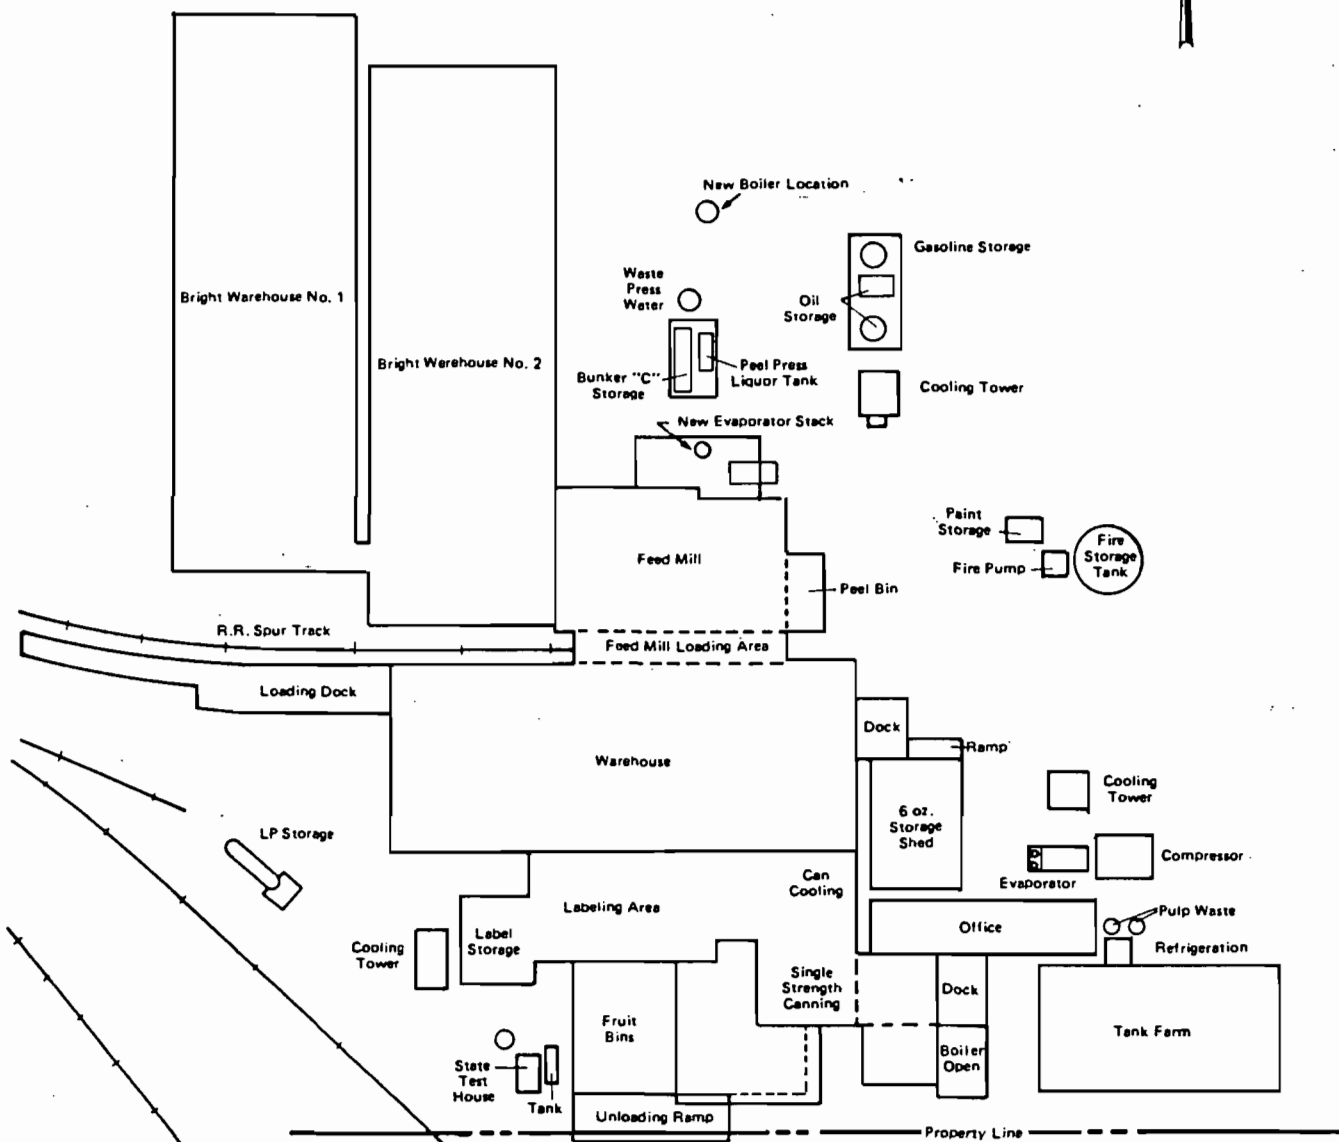 New Boiler Location
Gasoline Storage
Waste
Press
Water
Bright Warehouse No. 1
Oil
Storage
Bright Warehouse No. 2
Peel Press
Liquor Tank
Bunker "C"
Storage
Cooling Tower
New Evaporator Stack
Paint
Storage
Fire
Storage
Tank
Feed Mill
Fire Pump
Peel Bin
R.R. Spur Track
Feed Mill Loading Area
Loading Dock
Dock
Ramp
Warehouse
Cooling
Tower
6 oz.
Storage
Shed
LP Storage
Compressor
Can
Cooling
Evaporator
Labeling Area
Pulp Waste
Office
Label
Storage
Cooling
Tower
Refrigeration
Single
Strength
Canning
Dock
Fruit
Bins
Tank Farm
Boiler
Open
State
Test
House
Tank
Unloading Ramp
Property Line